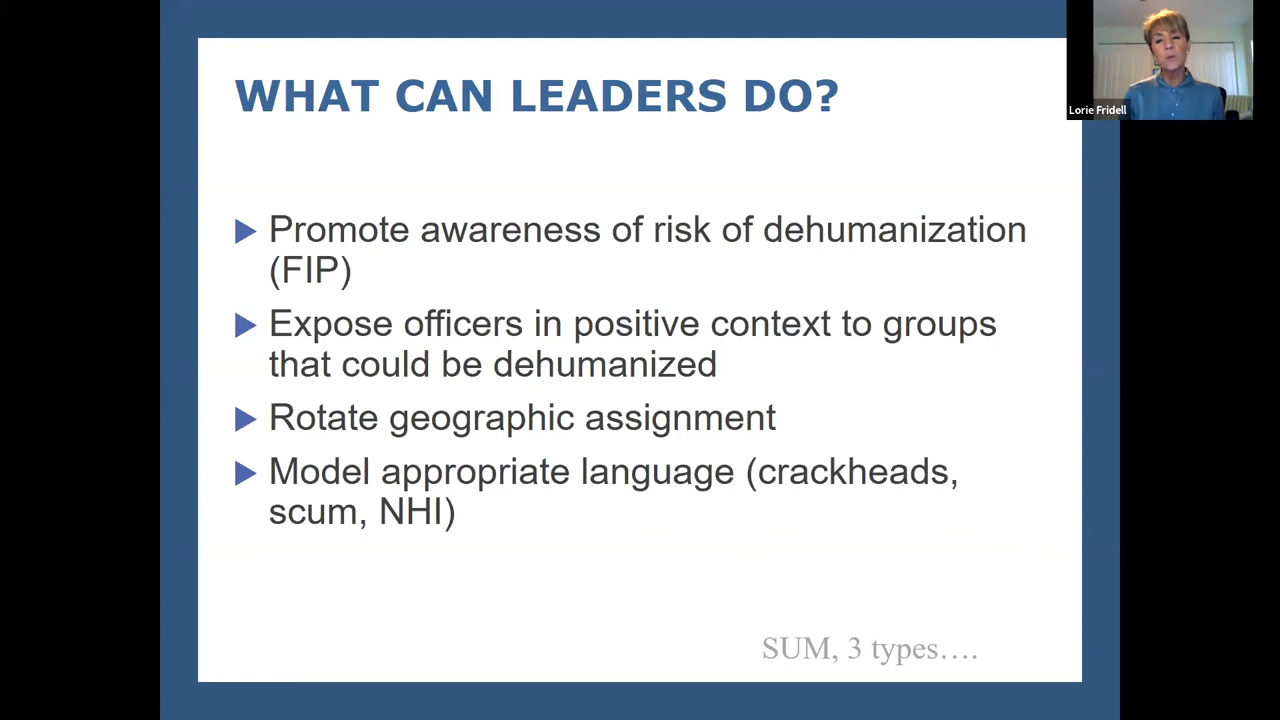 WHAT CAN LEADERS DO?
Lorie Fridell
Promote awareness of risk of dehumanization
(FIP)
Expose officers in positive context to groups
that could be dehumanized
Rotate geographic assignment
Model appropriate language (crackheads,
scum, NHI)
SUM, 3 types….